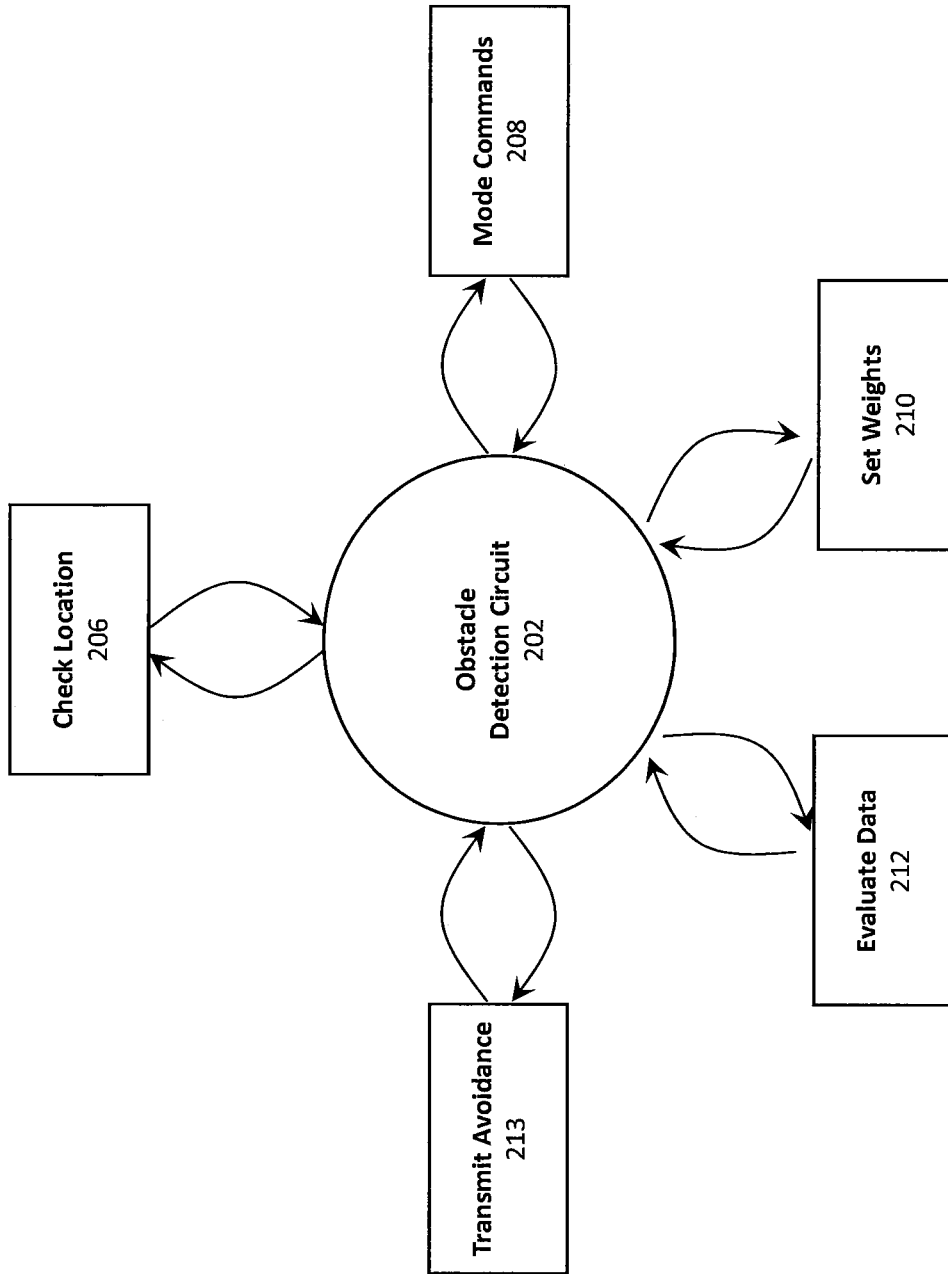 Check Location
206
Mode Commands
208
Set Weights
210
Evaluate Data
212
Transmit Avoidance
213
Obstacle
Detection Circuit
202